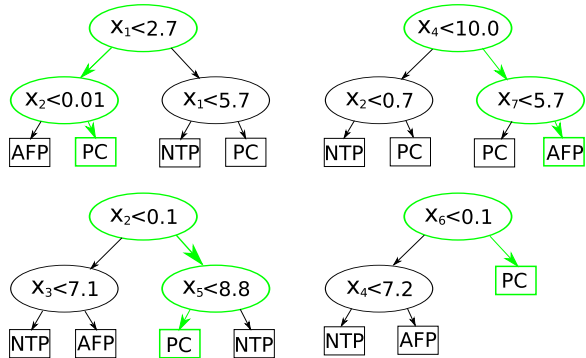 x₁<2.7 x₄<10.0
x₂<0.01 x₁<5.7 x₂<0.7 x₇<5.7
AFP PC NTP PC NTP PC PC AFP
x₂<0.1 x₆<0.1
x₃<7.1 x₅<8.8 x₄<7.2 PC
NTP AFP PC NTP NTP AFP